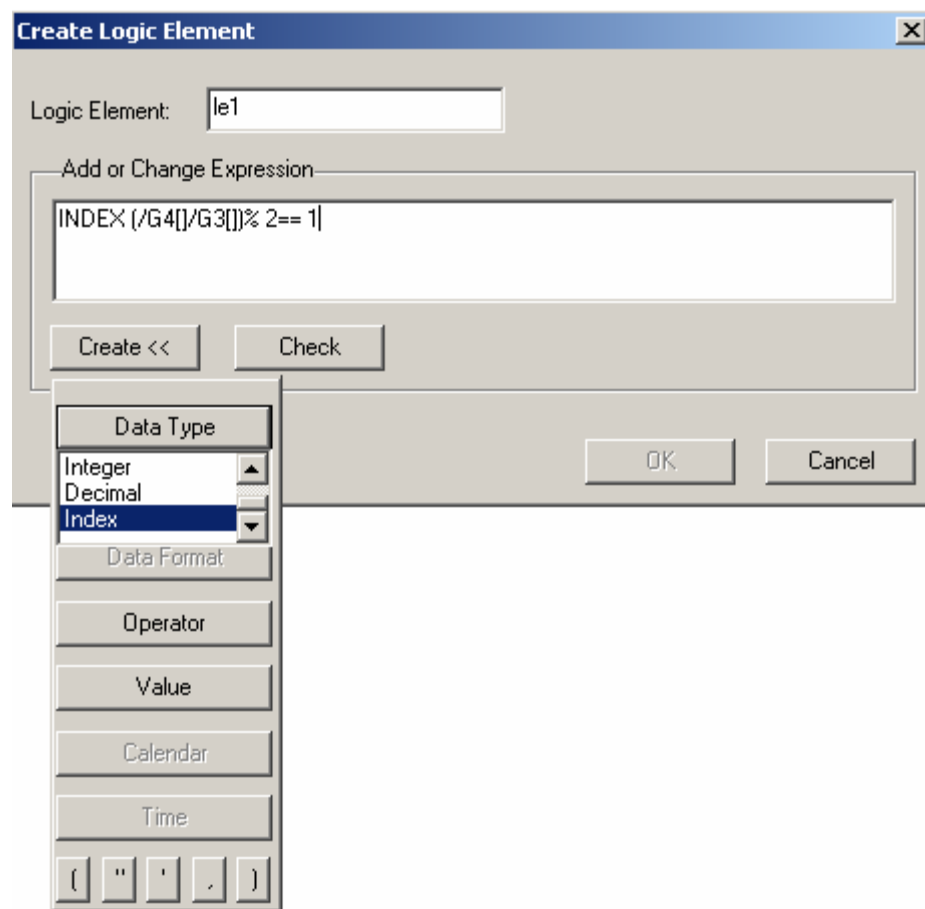 Create Logic Element
Logic Element: le1
Add or Change Expression
INDEX (/G4[]/G3[])% 2== 1
Create << Check
Data Type
Integer
Decimal
Index
Data Format
OK Cancel
Operator
Value
Calendar
Time
( " ' , )